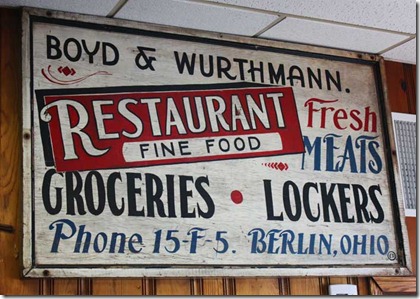 BOYD & WURTHMANN.
RESTAURANT
FINE FOOD
Fresh
MEATS
GROCERIES • LOCKERS
Phone 15-F-5. BERLIN, OHIO